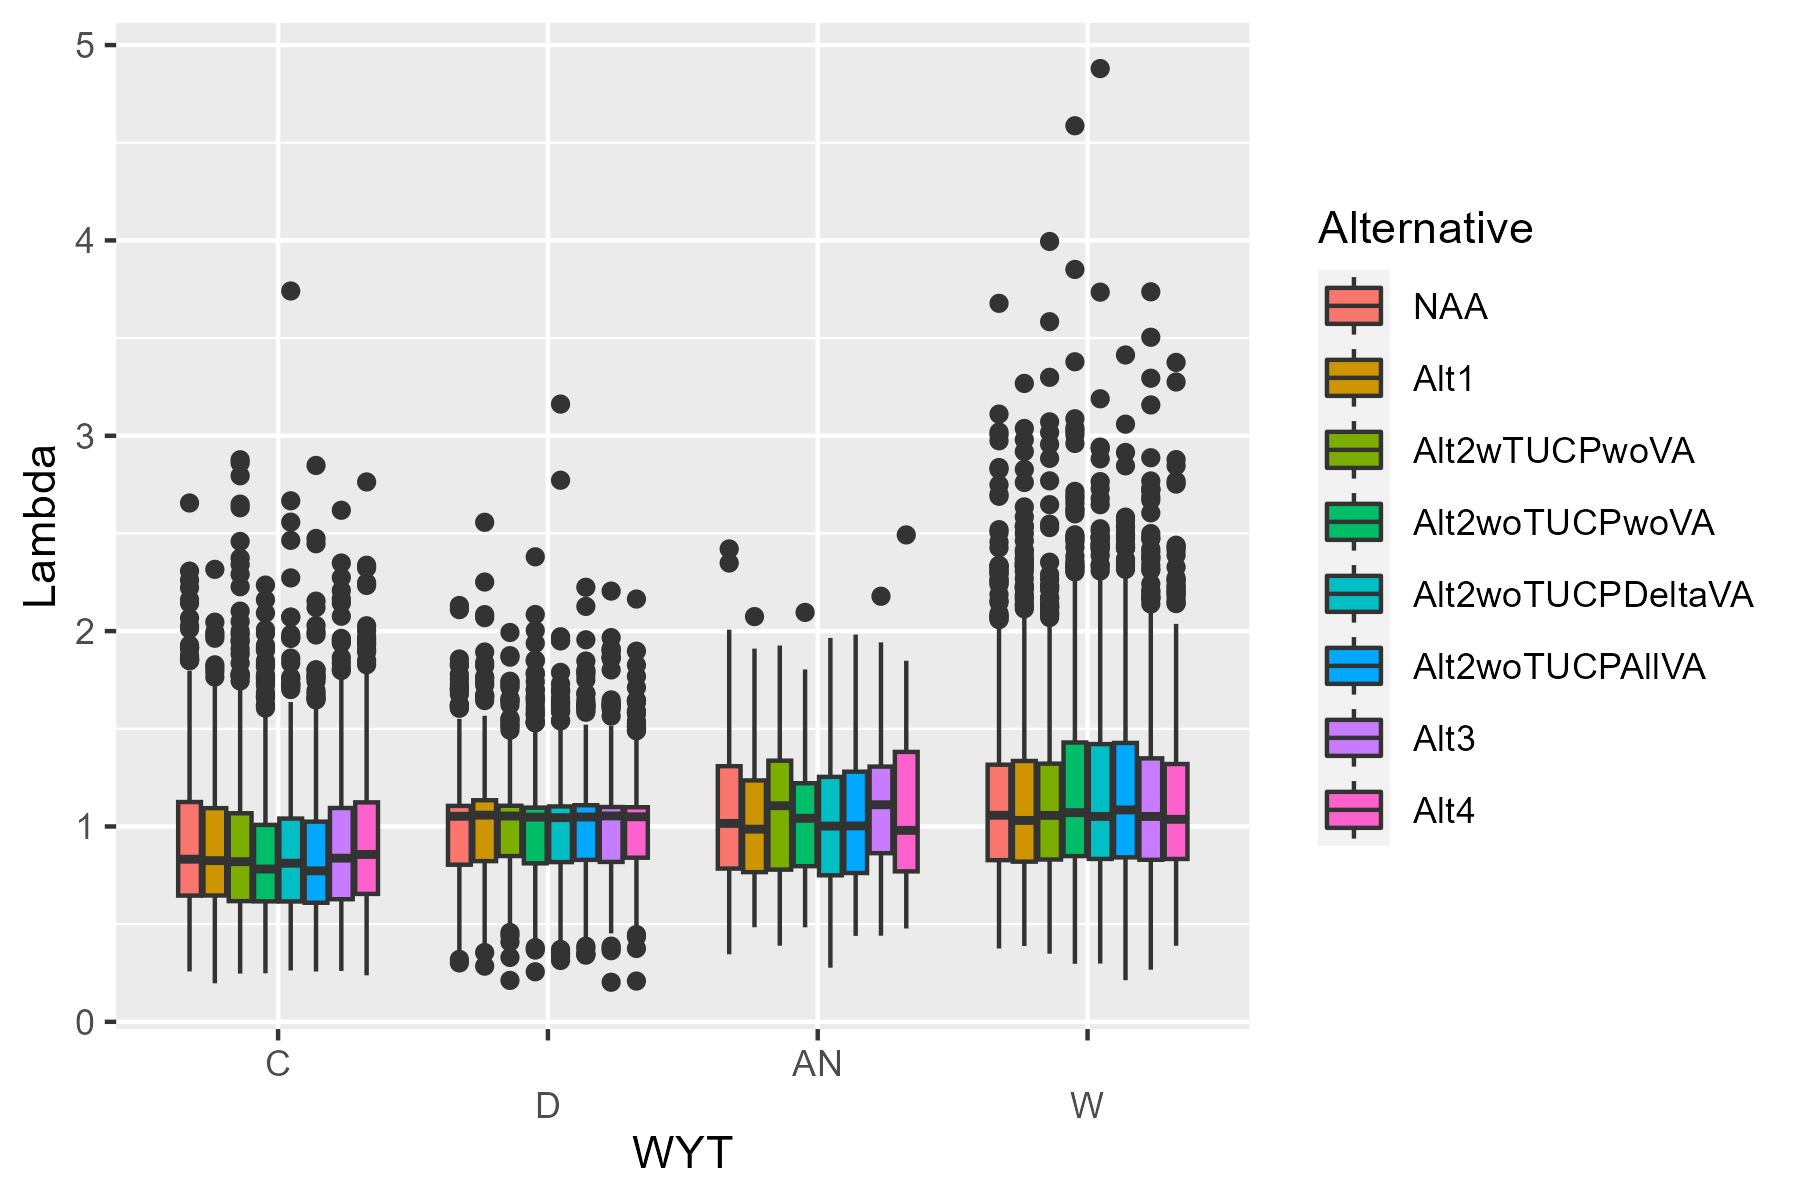 Lambda
5
4
3
2
1
0
C
D
AN
W
WYT
Alternative
NAA
Alt1
Alt2wTUCPwoVA
Alt2woTUCPwoVA
Alt2woTUCPDeltaVA
Alt2woTUCPAllVA
Alt3
Alt4